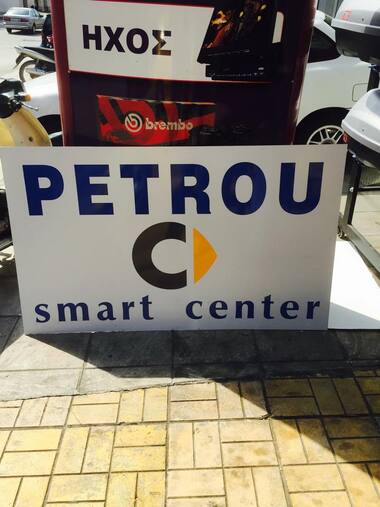 ΗΧΟΣ
brembo
PETROU
smart center